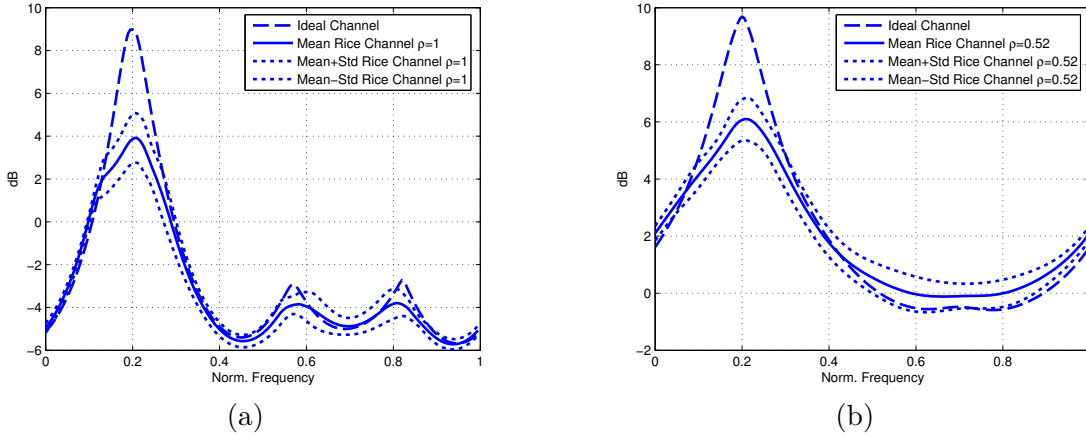 10
8
6
4
2
0
−2
−4
−6
0
0.2
0.4
0.6
0.8
1
dB
Norm. Frequency
Ideal Channel
Mean Rice Channel ρ=1
Mean+Std Rice Channel ρ=1
Mean−Std Rice Channel ρ=1
(a)
10
8
6
4
2
0
−2
0
0.2
0.4
0.6
0.8
dB
Norm. Frequency
Ideal Channel
Mean Rice Channel ρ=0.52
Mean+Std Rice Channel ρ=0.52
Mean−Std Rice Channel ρ=0.52
(b)